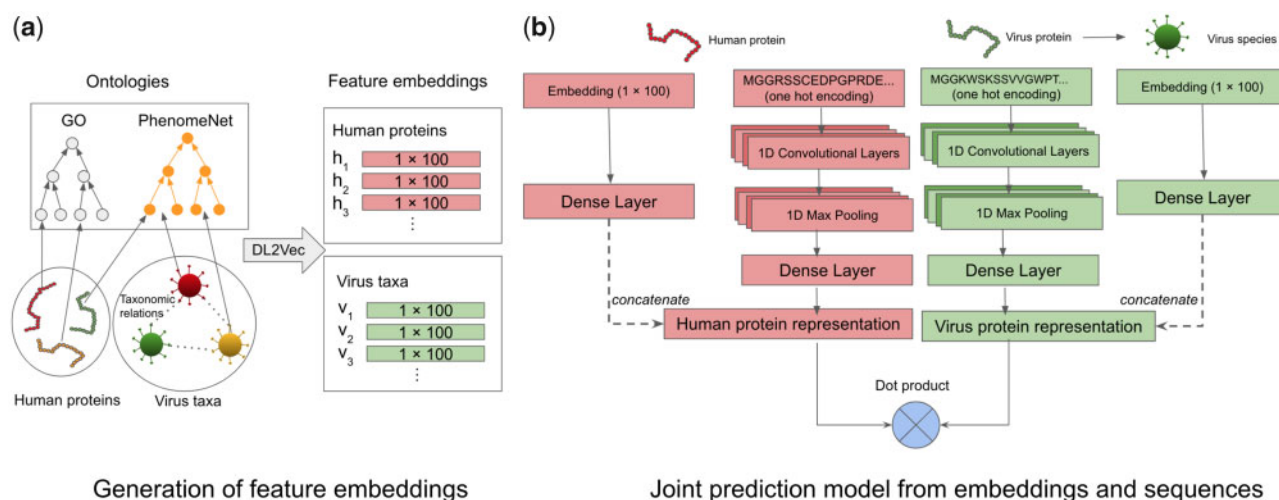 (a)
Ontologies
GO
PhenomeNet
Taxonomic
relations
Human proteins
Virus taxa
DL2Vec
Feature embeddings
Human proteins
h1
1 × 100
h2
1 × 100
h3
1 × 100
⋮
Virus taxa
v1
1 × 100
v2
1 × 100
v3
1 × 100
⋮
Generation of feature embeddings
(b)
Human protein
Virus protein
Virus species
Embedding (1 × 100)
MGGRSSCEDPGPRDE...
(one hot encoding)
MGGKWSKSSVVGWPT...
(one hot encoding)
Embedding (1 × 100)
1D Convolutional Layers
1D Convolutional Layers
Dense Layer
1D Max Pooling
1D Max Pooling
Dense Layer
Dense Layer
Dense Layer
concatenate
concatenate
Human protein representation
Virus protein representation
Dot product
Joint prediction model from embeddings and sequences